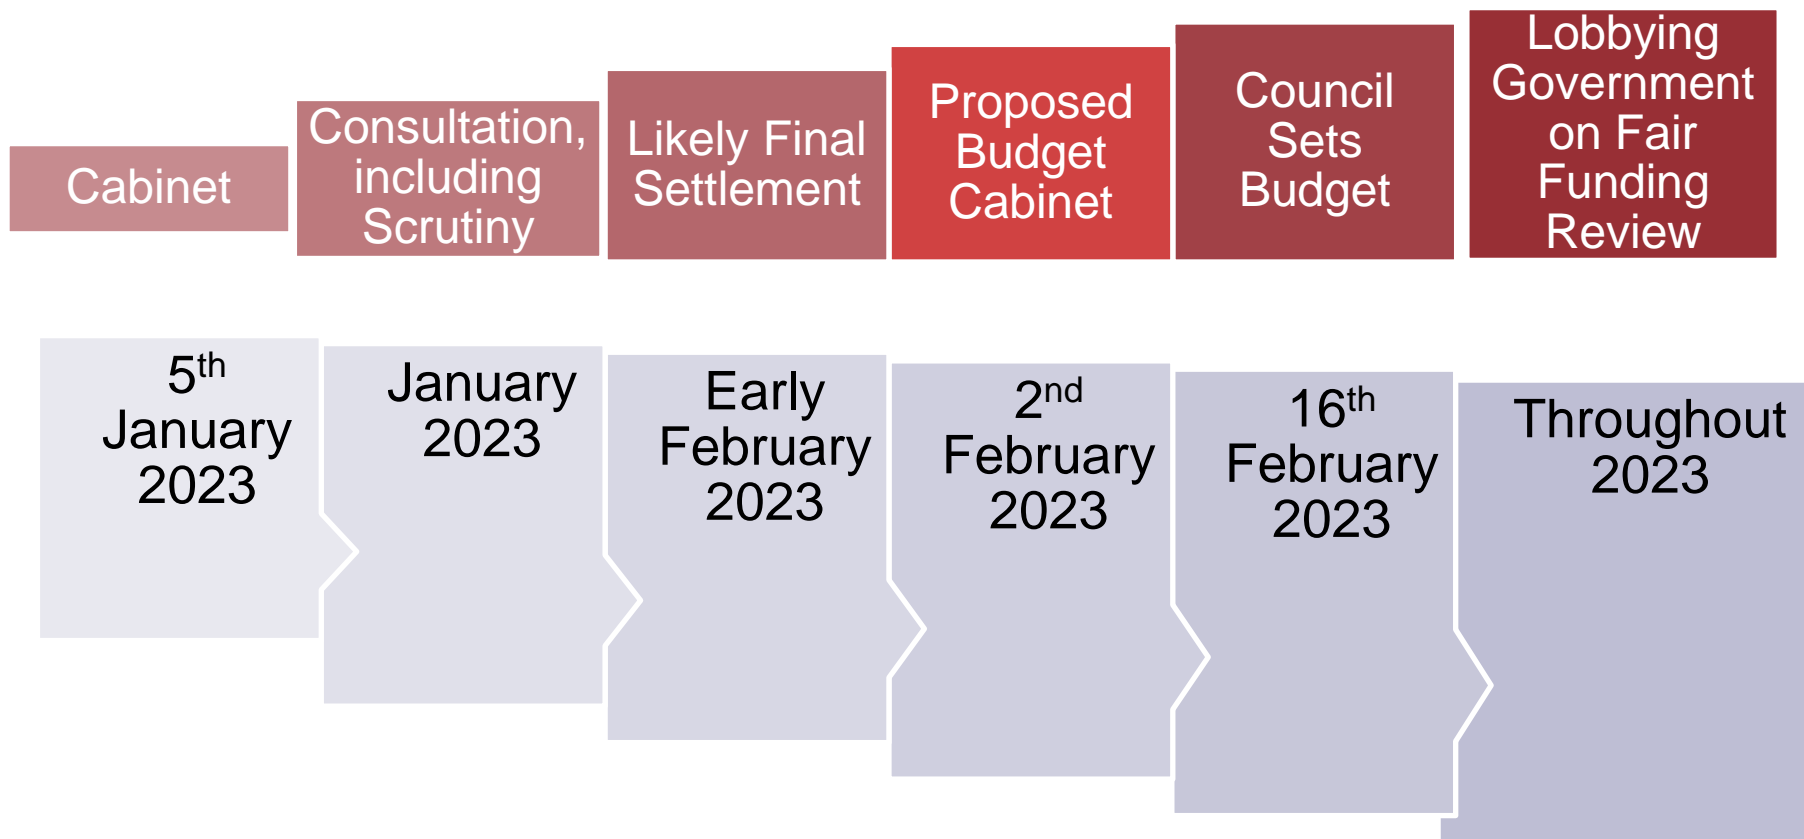 Cabinet
Consultation,
including
Scrutiny
Likely Final
Settlement
Proposed
Budget
Cabinet
Council
Sets
Budget
Lobbying
Government
on Fair
Funding
Review
5th
January
2023
January
2023
Early
February
2023
2nd
February
2023
16th
February
2023
Throughout
2023